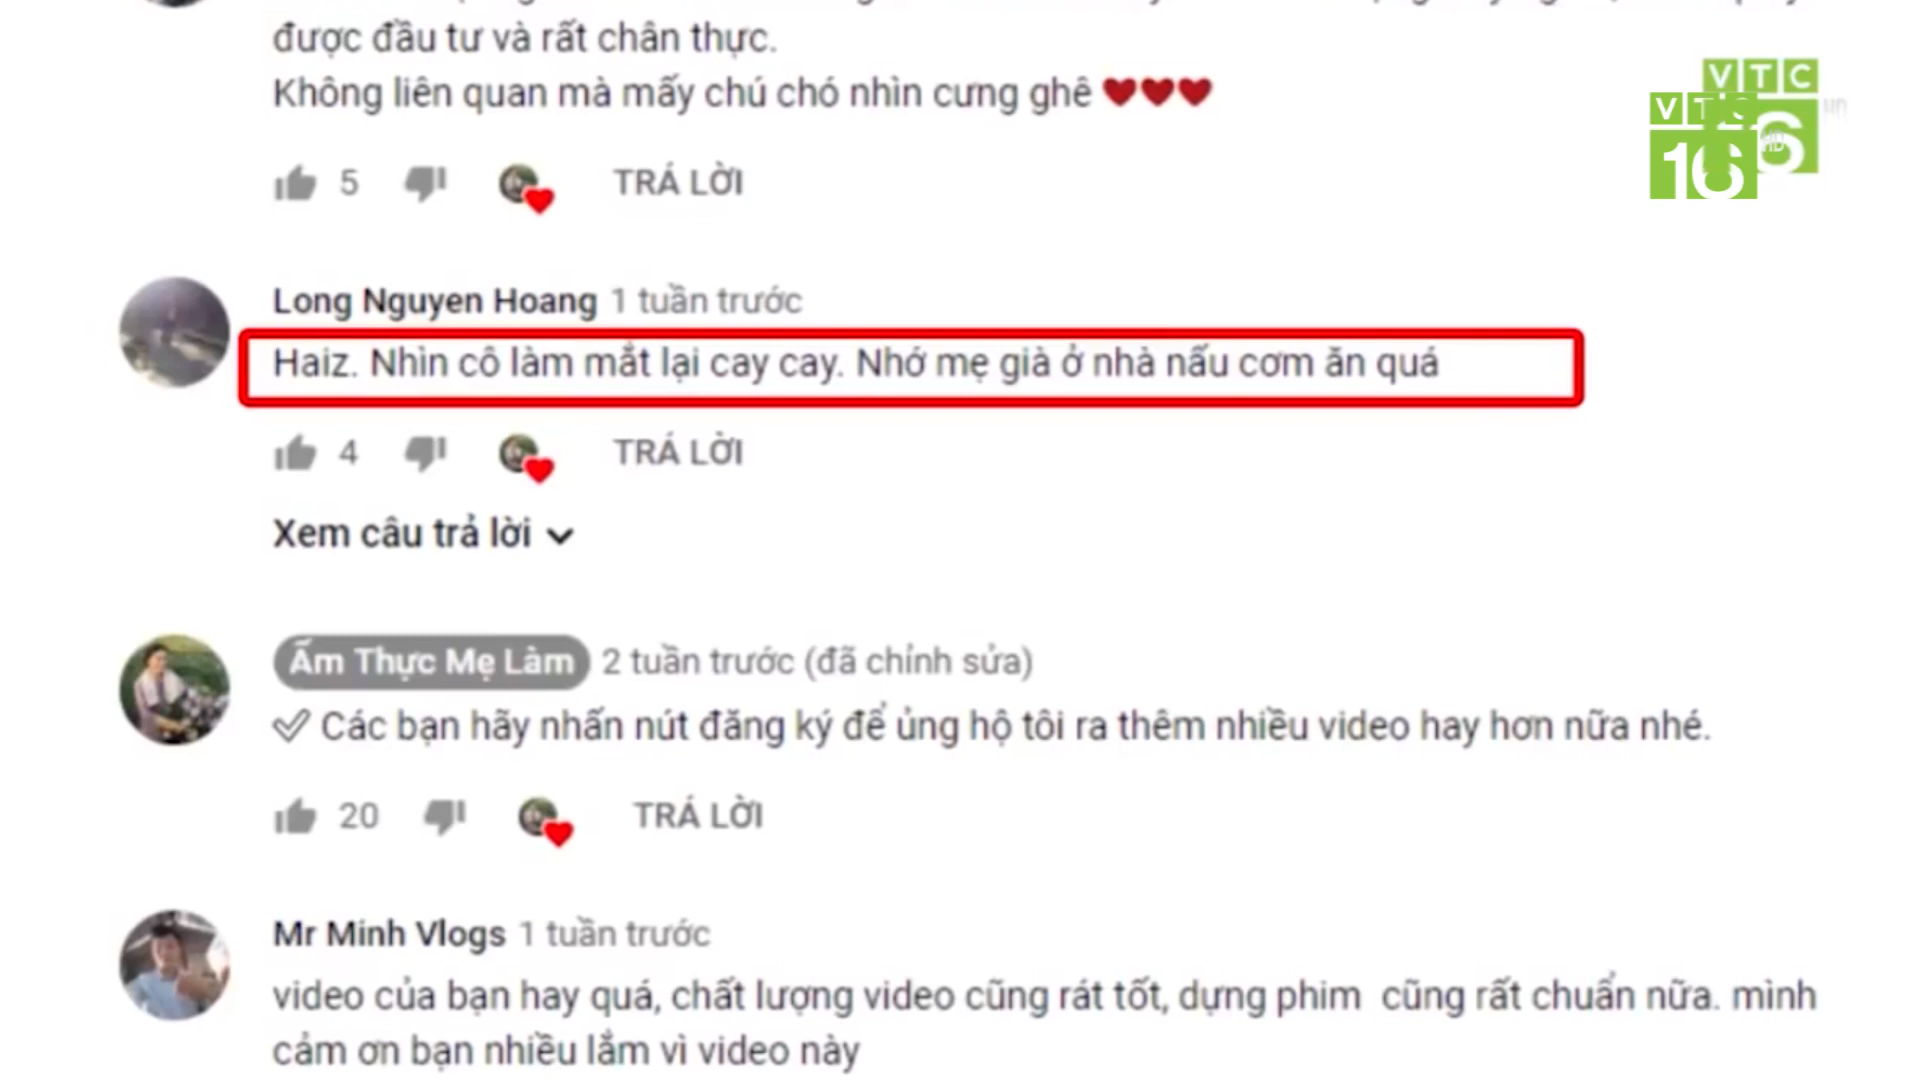 được đầu tư và rất chân thực.
Không liên quan mà mấy chú chó nhìn cưng ghê
VTC
VTC
16
6
HD
5 TRẢ LỜI
Long Nguyen Hoang 1 tuần trước
Haiz. Nhìn cô làm mắt lại cay cay. Nhớ mẹ già ở nhà nấu cơm ăn quá
4 TRẢ LỜI
Xem câu trả lời
Ẩm Thực Mẹ Làm 2 tuần trước (đã chỉnh sửa)
Các bạn hãy nhấn nút đăng ký để ủng hộ tôi ra thêm nhiều video hay hơn nữa nhé.
20 TRẢ LỜI
Mr Minh Vlogs 1 tuần trước
video của bạn hay quá, chất lượng video cũng rát tốt, dựng phim cũng rất chuẩn nữa. mình
cảm ơn bạn nhiều lắm vì video này